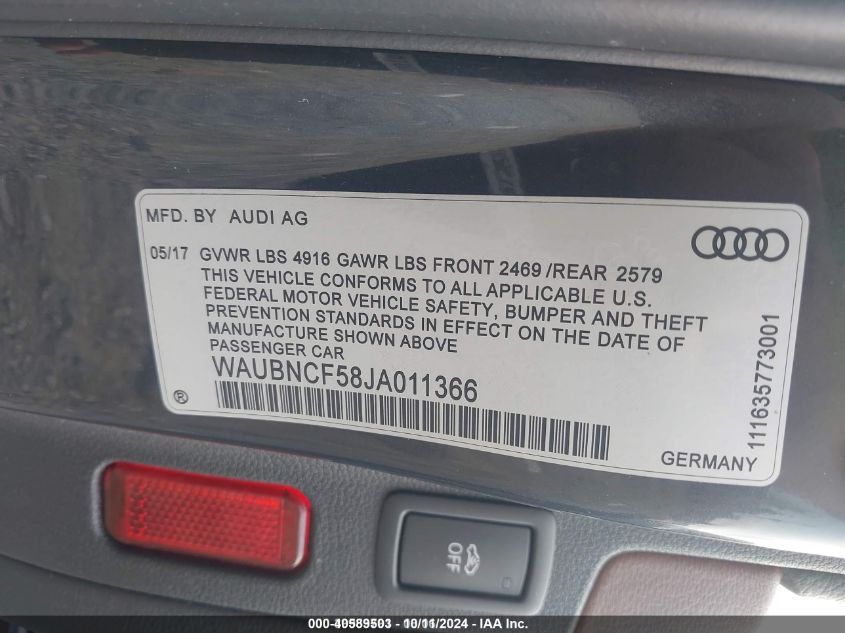 MFD. BY AUDI AG
05/17 GVWR LBS 4916 GAWR LBS FRONT 2469 /REAR 2579
THIS VEHICLE CONFORMS TO ALL APPLICABLE U.S.
FEDERAL MOTOR VEHICLE SAFETY, BUMPER AND THEFT
PREVENTION STANDARDS IN EFFECT ON THE DATE OF
MANUFACTURE SHOWN ABOVE
PASSENGER CAR
WAUBNCF58JA011366
®
GERMANY
111635773001
OFF
000-40589503 - 10/11/2024 - IAAI.com